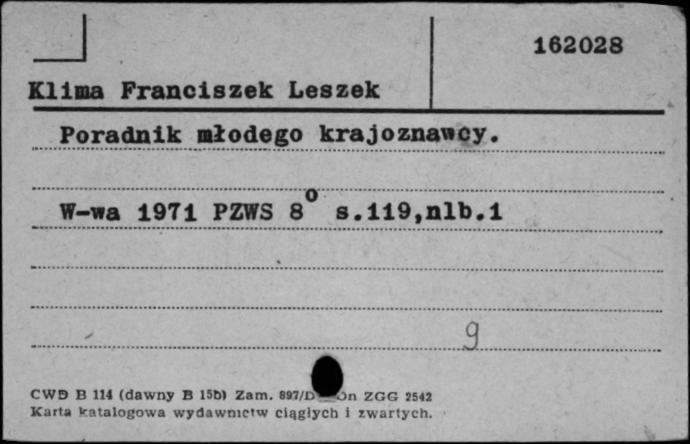 162028
Klima Franciszek Leszek
Poradnik młodego krajoznawcy.
W-wa 1971 PZWS 8° s.119,nlb.1
9
CWD B 114 (dawny B 15b) Zam. 897/D ZGG 2542
Karta katalogowa wydawnictw ciągłych i zwartych.